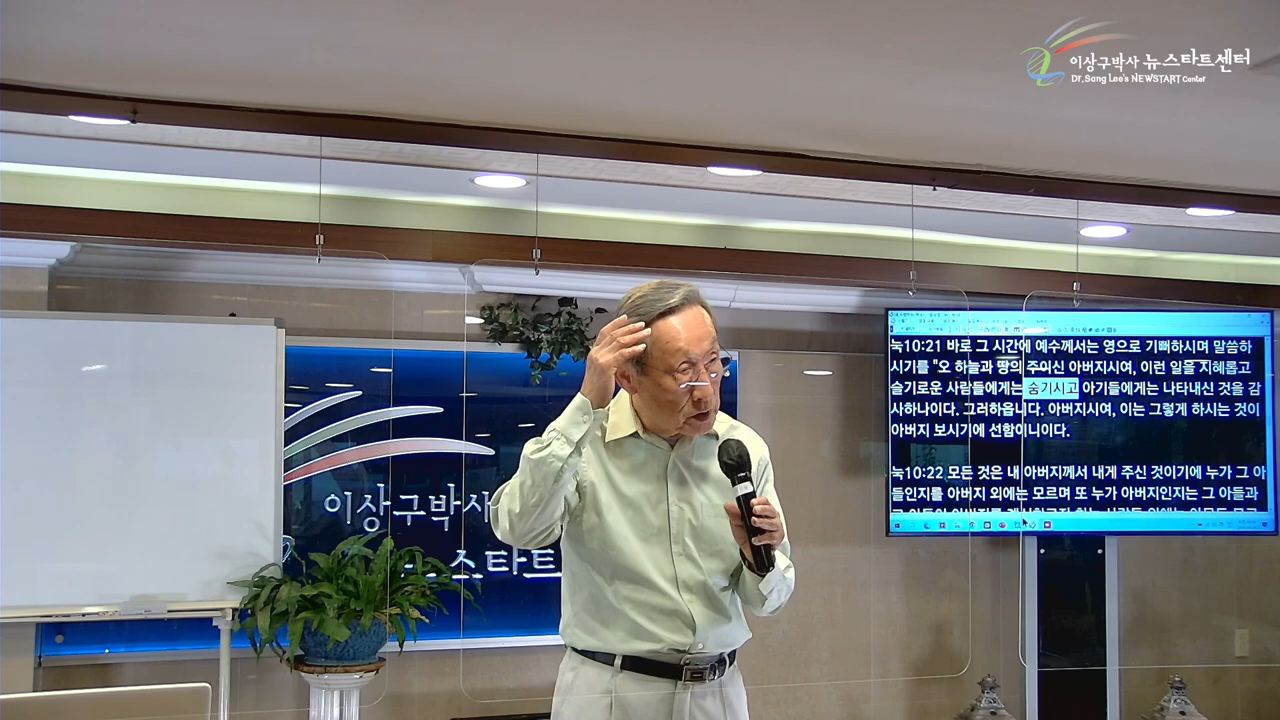 이상구박사 뉴스타트센터
Dr. Sang Lee's NEWSTART Center
눅10:21 바로 그 시간에 예수께서는 영으로 기뻐하시며 말씀하
시기를 "오 하늘과 땅의 주이신 아버지시여, 이런 일을 지혜롭고
슬기로운 사람들에게는 숨기시고 아기들에게는 나타내신 것을 감
사하나이다. 그러하옵니다. 아버지시여, 이는 그렇게 하시는 것이
아버지 보시기에 선함이니이다.
눅10:22 모든 것은 내 아버지께서 내게 주신 것이기에 누가 그 아
들인지를 아버지 외에는 모르며 또 누가 아버지인지는 그 아들과
이상구박사
스타트